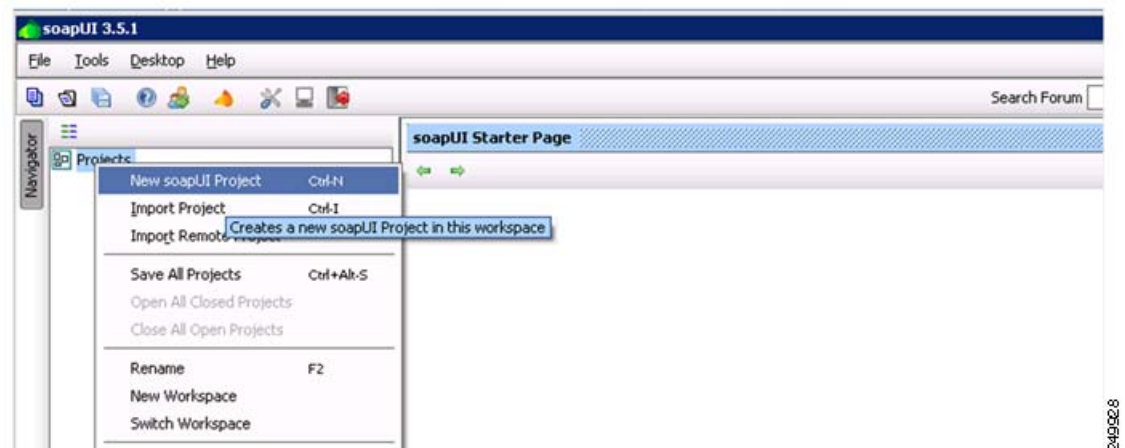 soapUI 3.5.1
File Tools Desktop Help
Search Forum
Navigator
Projects
soapUI Starter Page
New soapUI Project Ctrl-N
Import Project Ctrl-I
Creates a new soapUI Project in this workspace
Import Remote Project
Save All Projects Ctrl+Alt-S
Open All Closed Projects
Close All Open Projects
Rename F2
New Workspace
Switch Workspace
249928